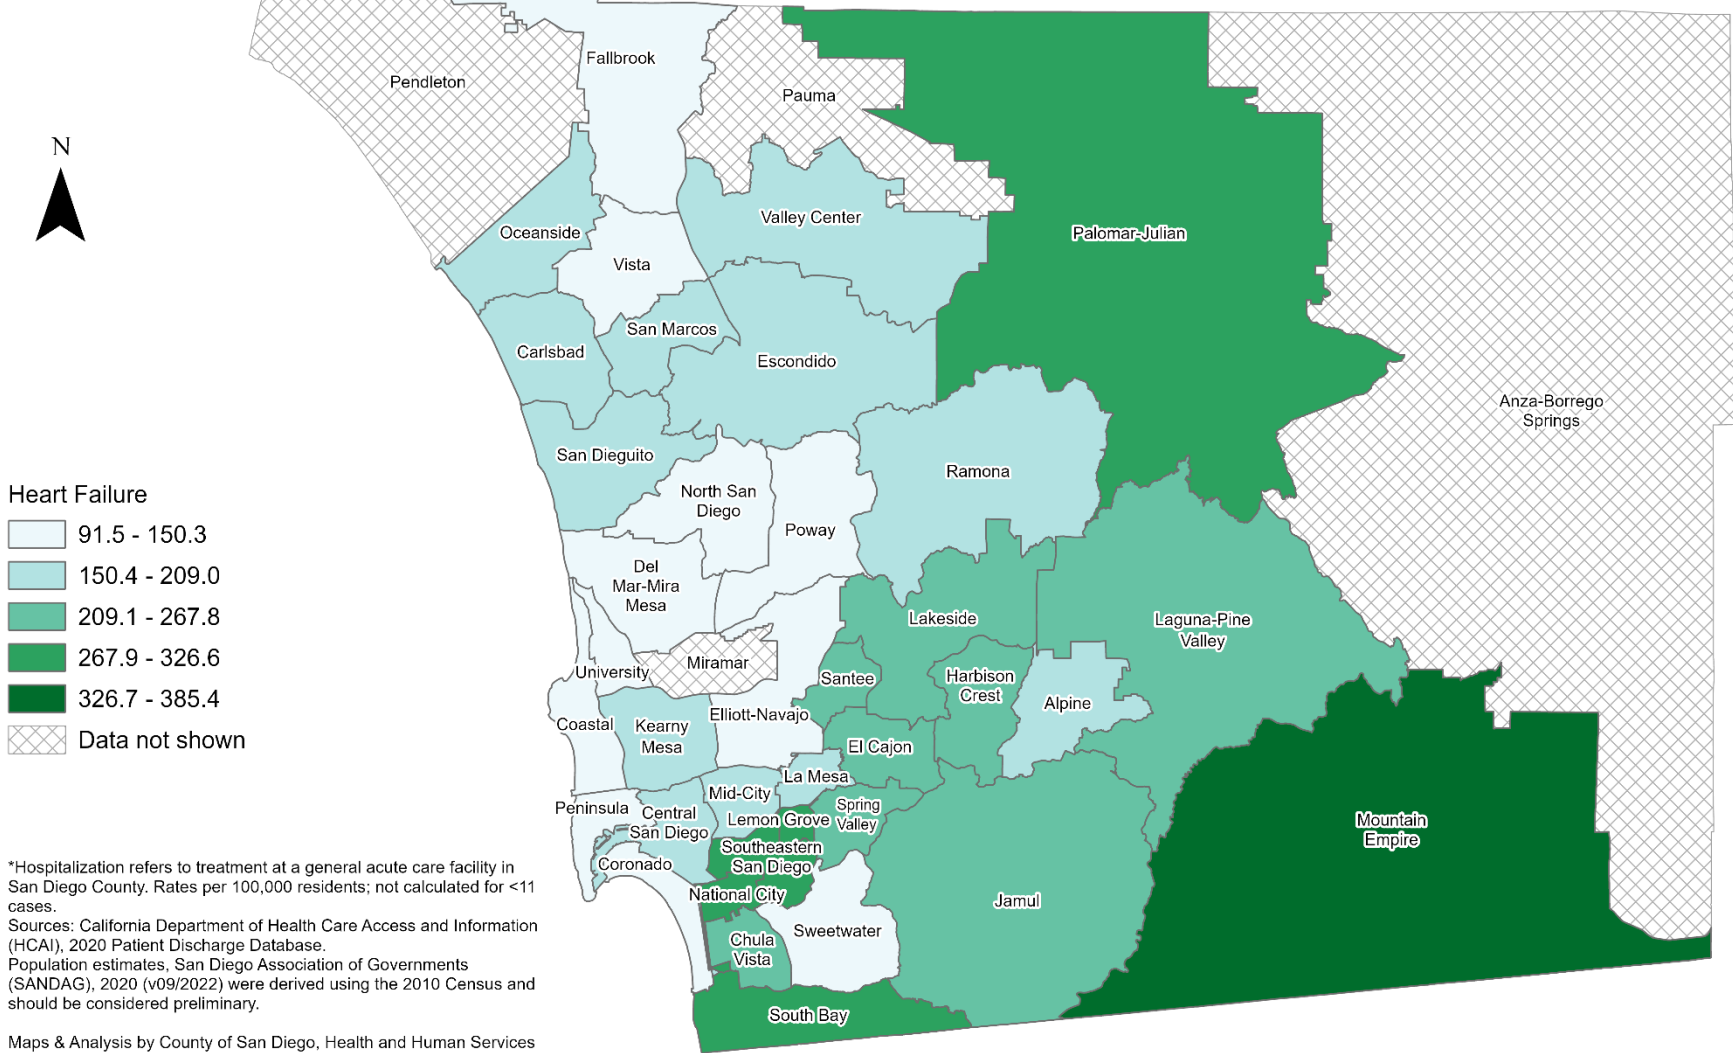 Fallbrook
Pendleton
Pauma
N
Valley Center
Oceanside
Palomar-Julian
Vista
San Marcos
Carlsbad
Escondido
Anza-Borrego
Springs
San Dieguito
Ramona
North San
Diego
Poway
Del
Mar-Mira
Mesa
Lakeside
Laguna-Pine
Valley
Miramar
University
Santee
Harbison
Crest
Alpine
Elliott-Navajo
Coastal
Kearny
Mesa
El Cajon
La Mesa
Mid-City
Peninsula
Central
San Diego
Spring
Valley
Lemon Grove
Mountain
Empire
Southeastern
San Diego
Coronado
National City
Jamul
Sweetwater
Chula
Vista
South Bay
Heart Failure
91.5 - 150.3
150.4 - 209.0
209.1 - 267.8
267.9 - 326.6
326.7 - 385.4
Data not shown
*Hospitalization refers to treatment at a general acute care facility in
San Diego County. Rates per 100,000 residents; not calculated for <11
cases.
Sources: California Department of Health Care Access and Information
(HCAI), 2020 Patient Discharge Database.
Population estimates, San Diego Association of Governments
(SANDAG), 2020 (v09/2022) were derived using the 2010 Census and
should be considered preliminary.
Maps & Analysis by County of San Diego, Health and Human Services